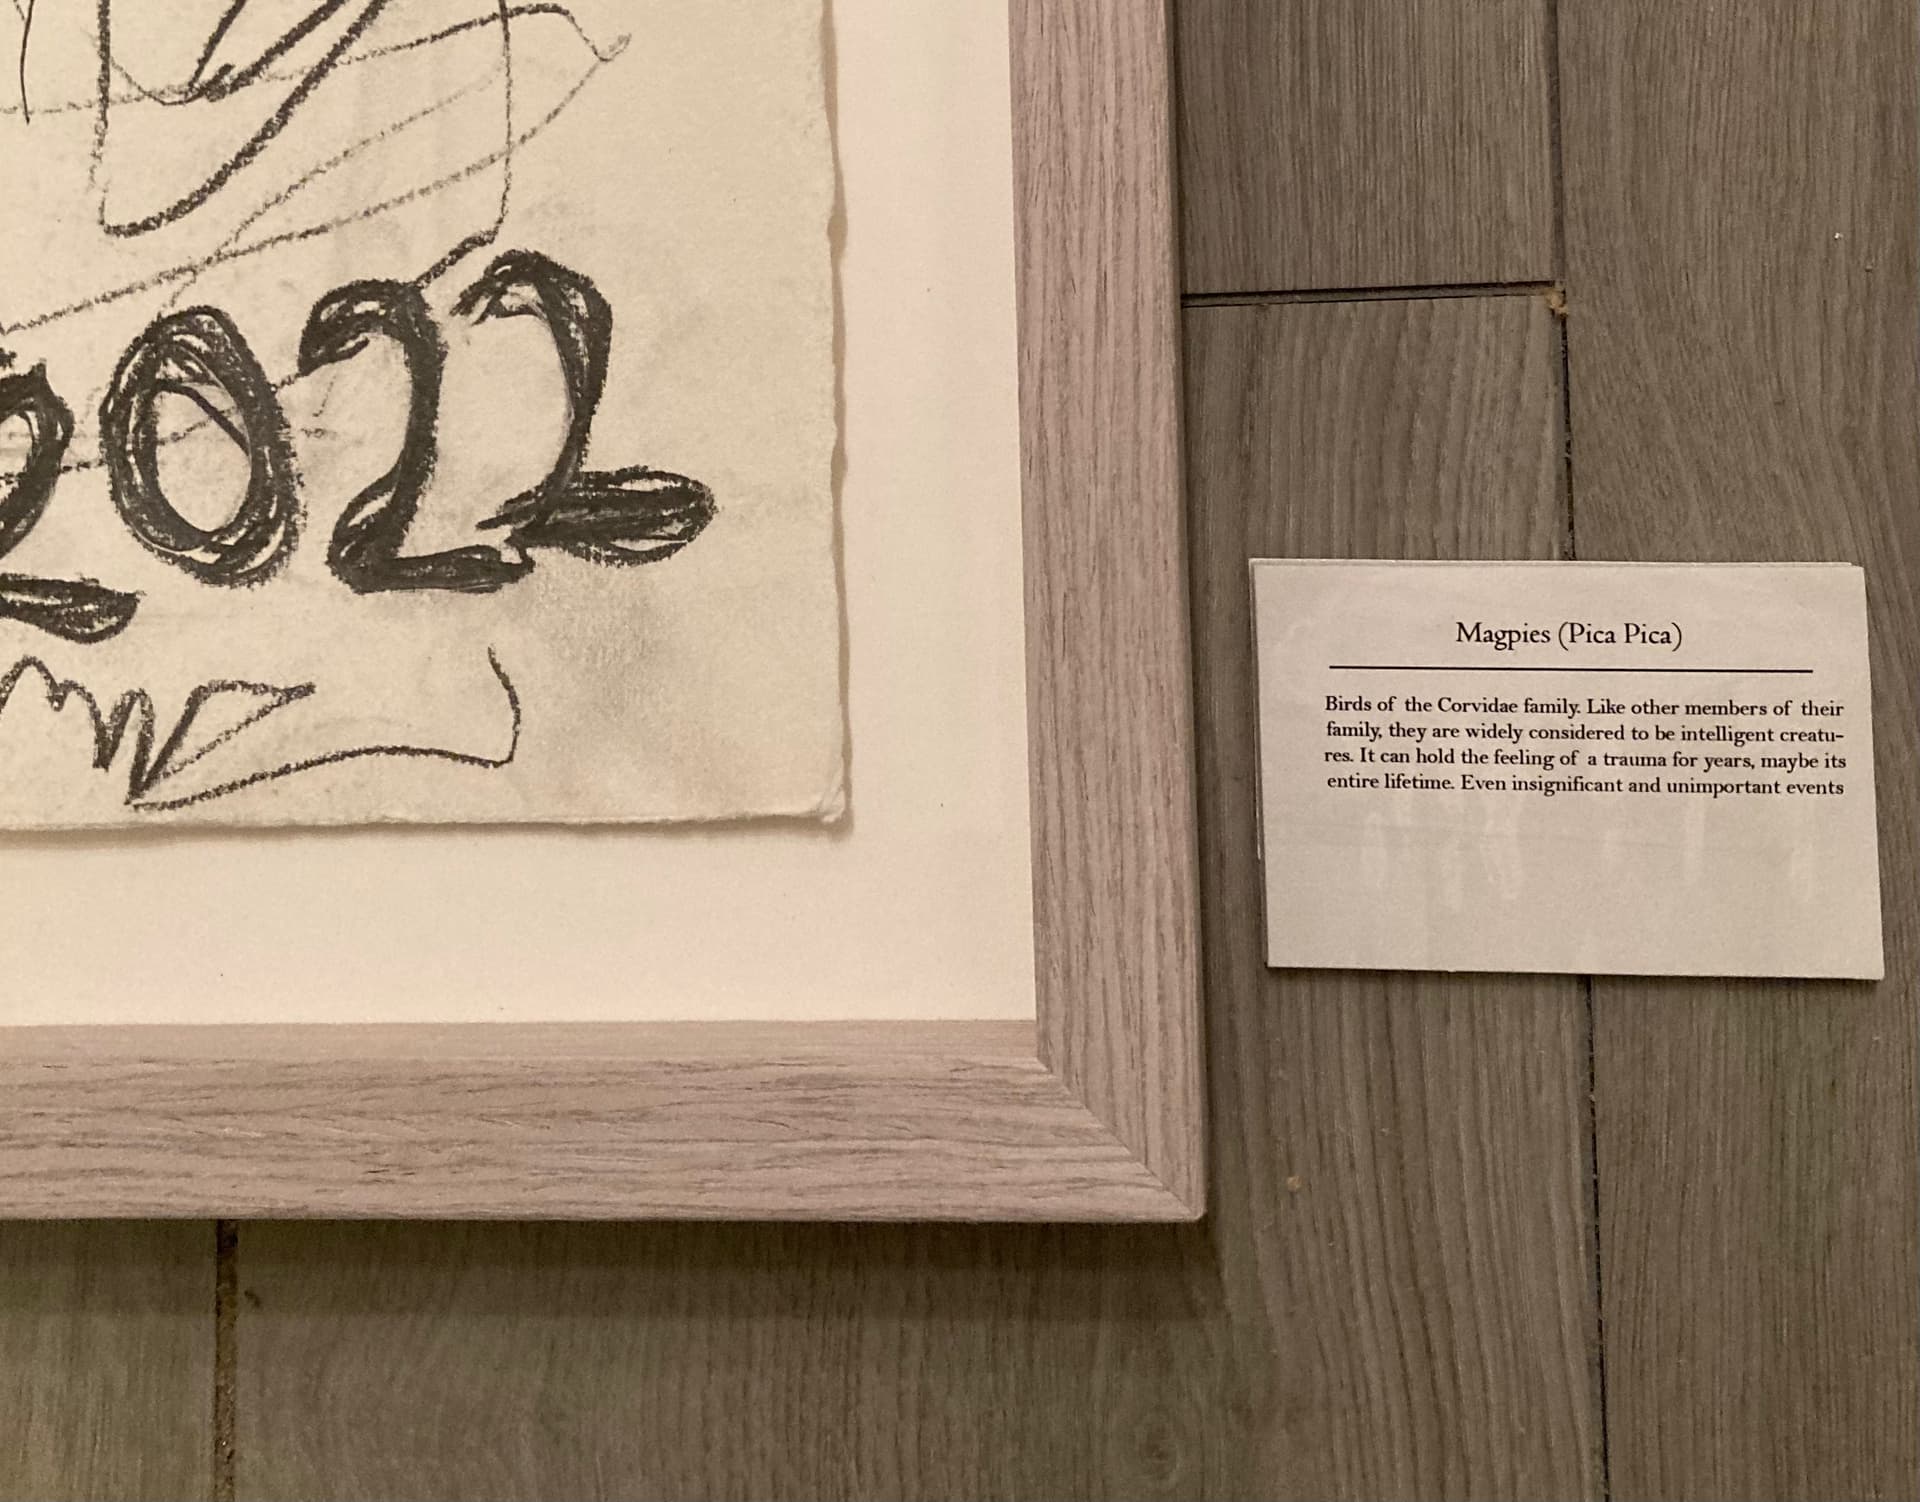 2022
Magpies (Pica Pica)
Birds of the Corvidae family. Like other members of their
family, they are widely considered to be intelligent creatu-
res. It can hold the feeling of a trauma for years, maybe its
entire lifetime. Even insignificant and unimportant events